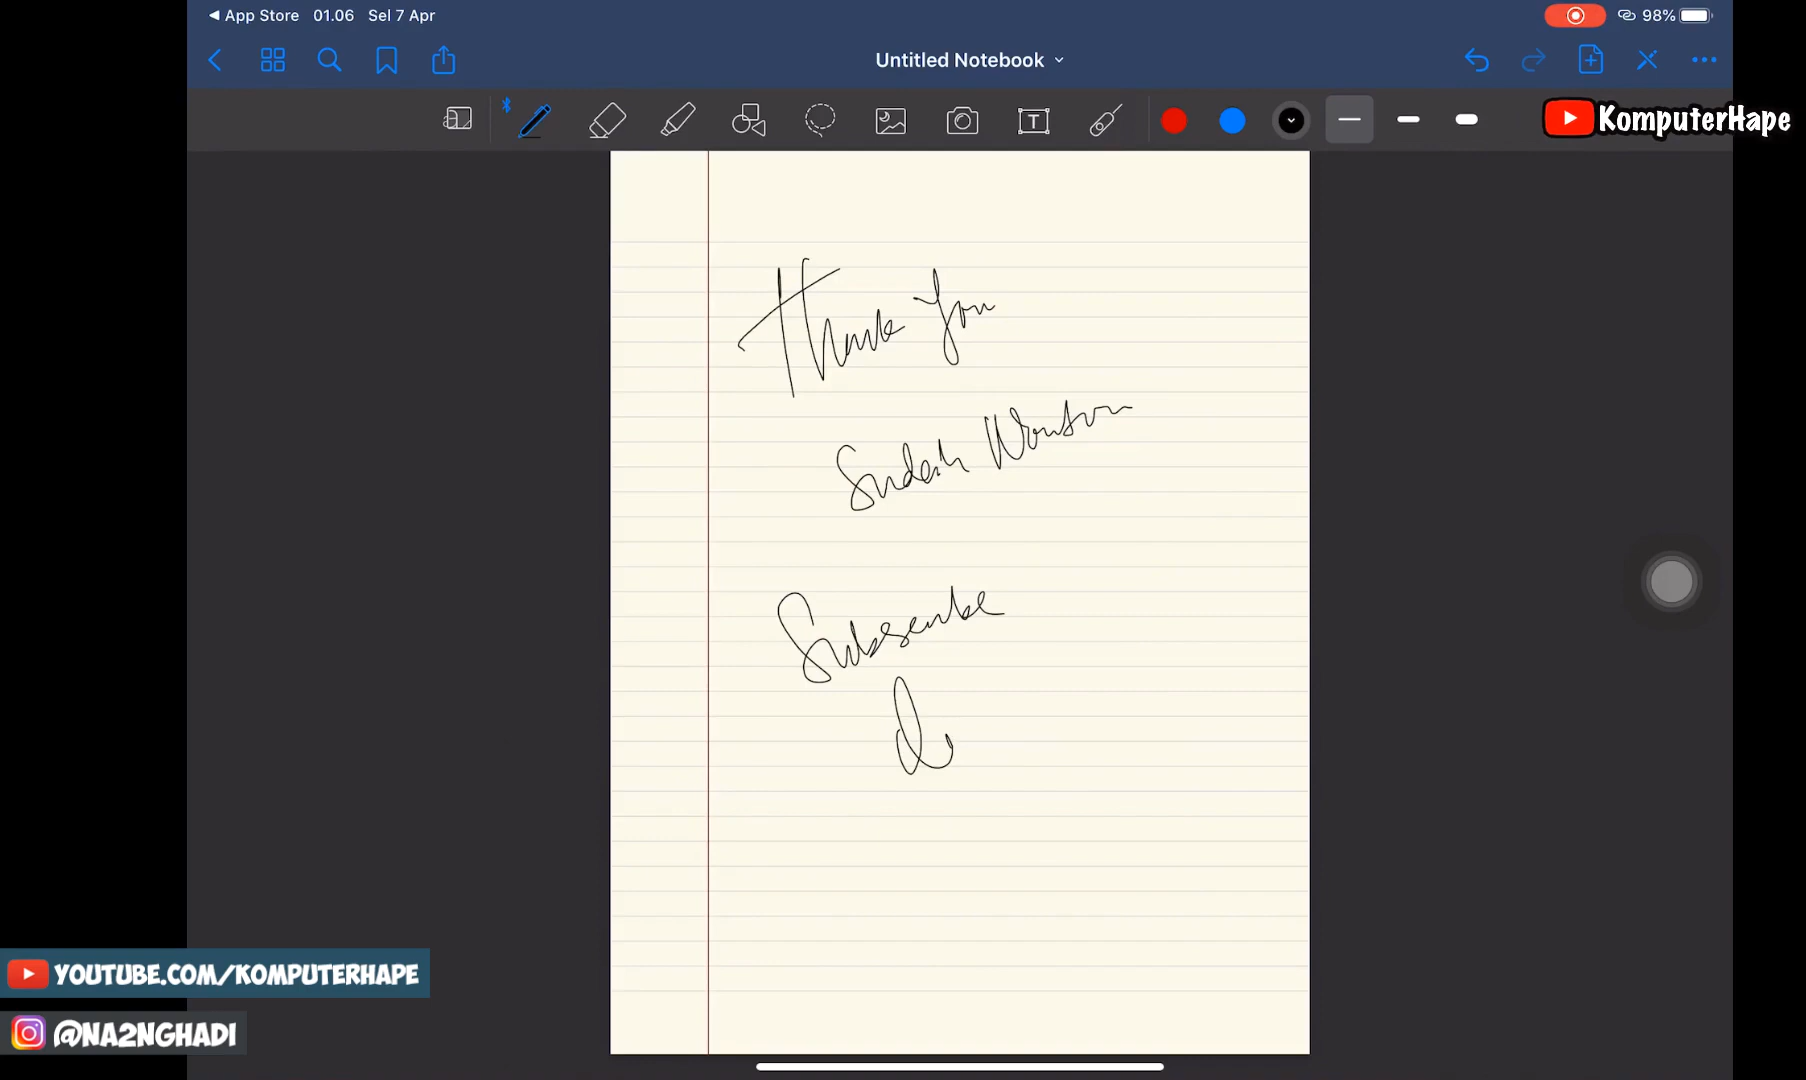 App Store 01.06 Sel 7 Apr 98%
Untitled Notebook
T
KomputerHape
Thank You
Sudah Nonton
Subscribe
YOUTUBE.COM/KOMPUTERHAPE
@NA2NGHADI